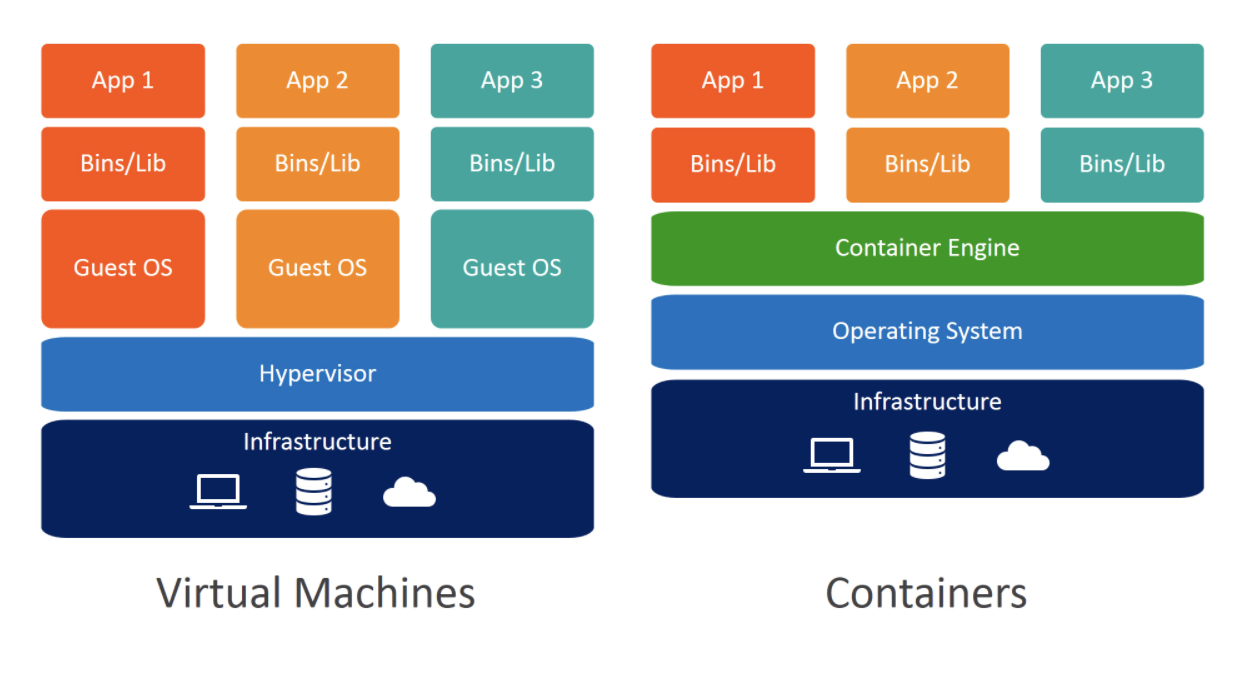 App 1
App 2
App 3
Bins/Lib
Bins/Lib
Bins/Lib
Guest OS
Guest OS
Guest OS
Hypervisor
Infrastructure
Virtual Machines
App 1
App 2
App 3
Bins/Lib
Bins/Lib
Bins/Lib
Container Engine
Operating System
Infrastructure
Containers